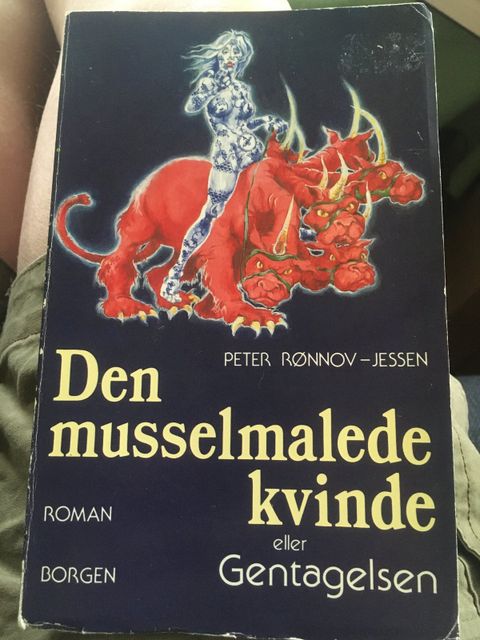 PETER RØNNOV-JESSEN
Den
musselmalede
kvinde
ROMAN
eller
BORGEN
Gentagelsen